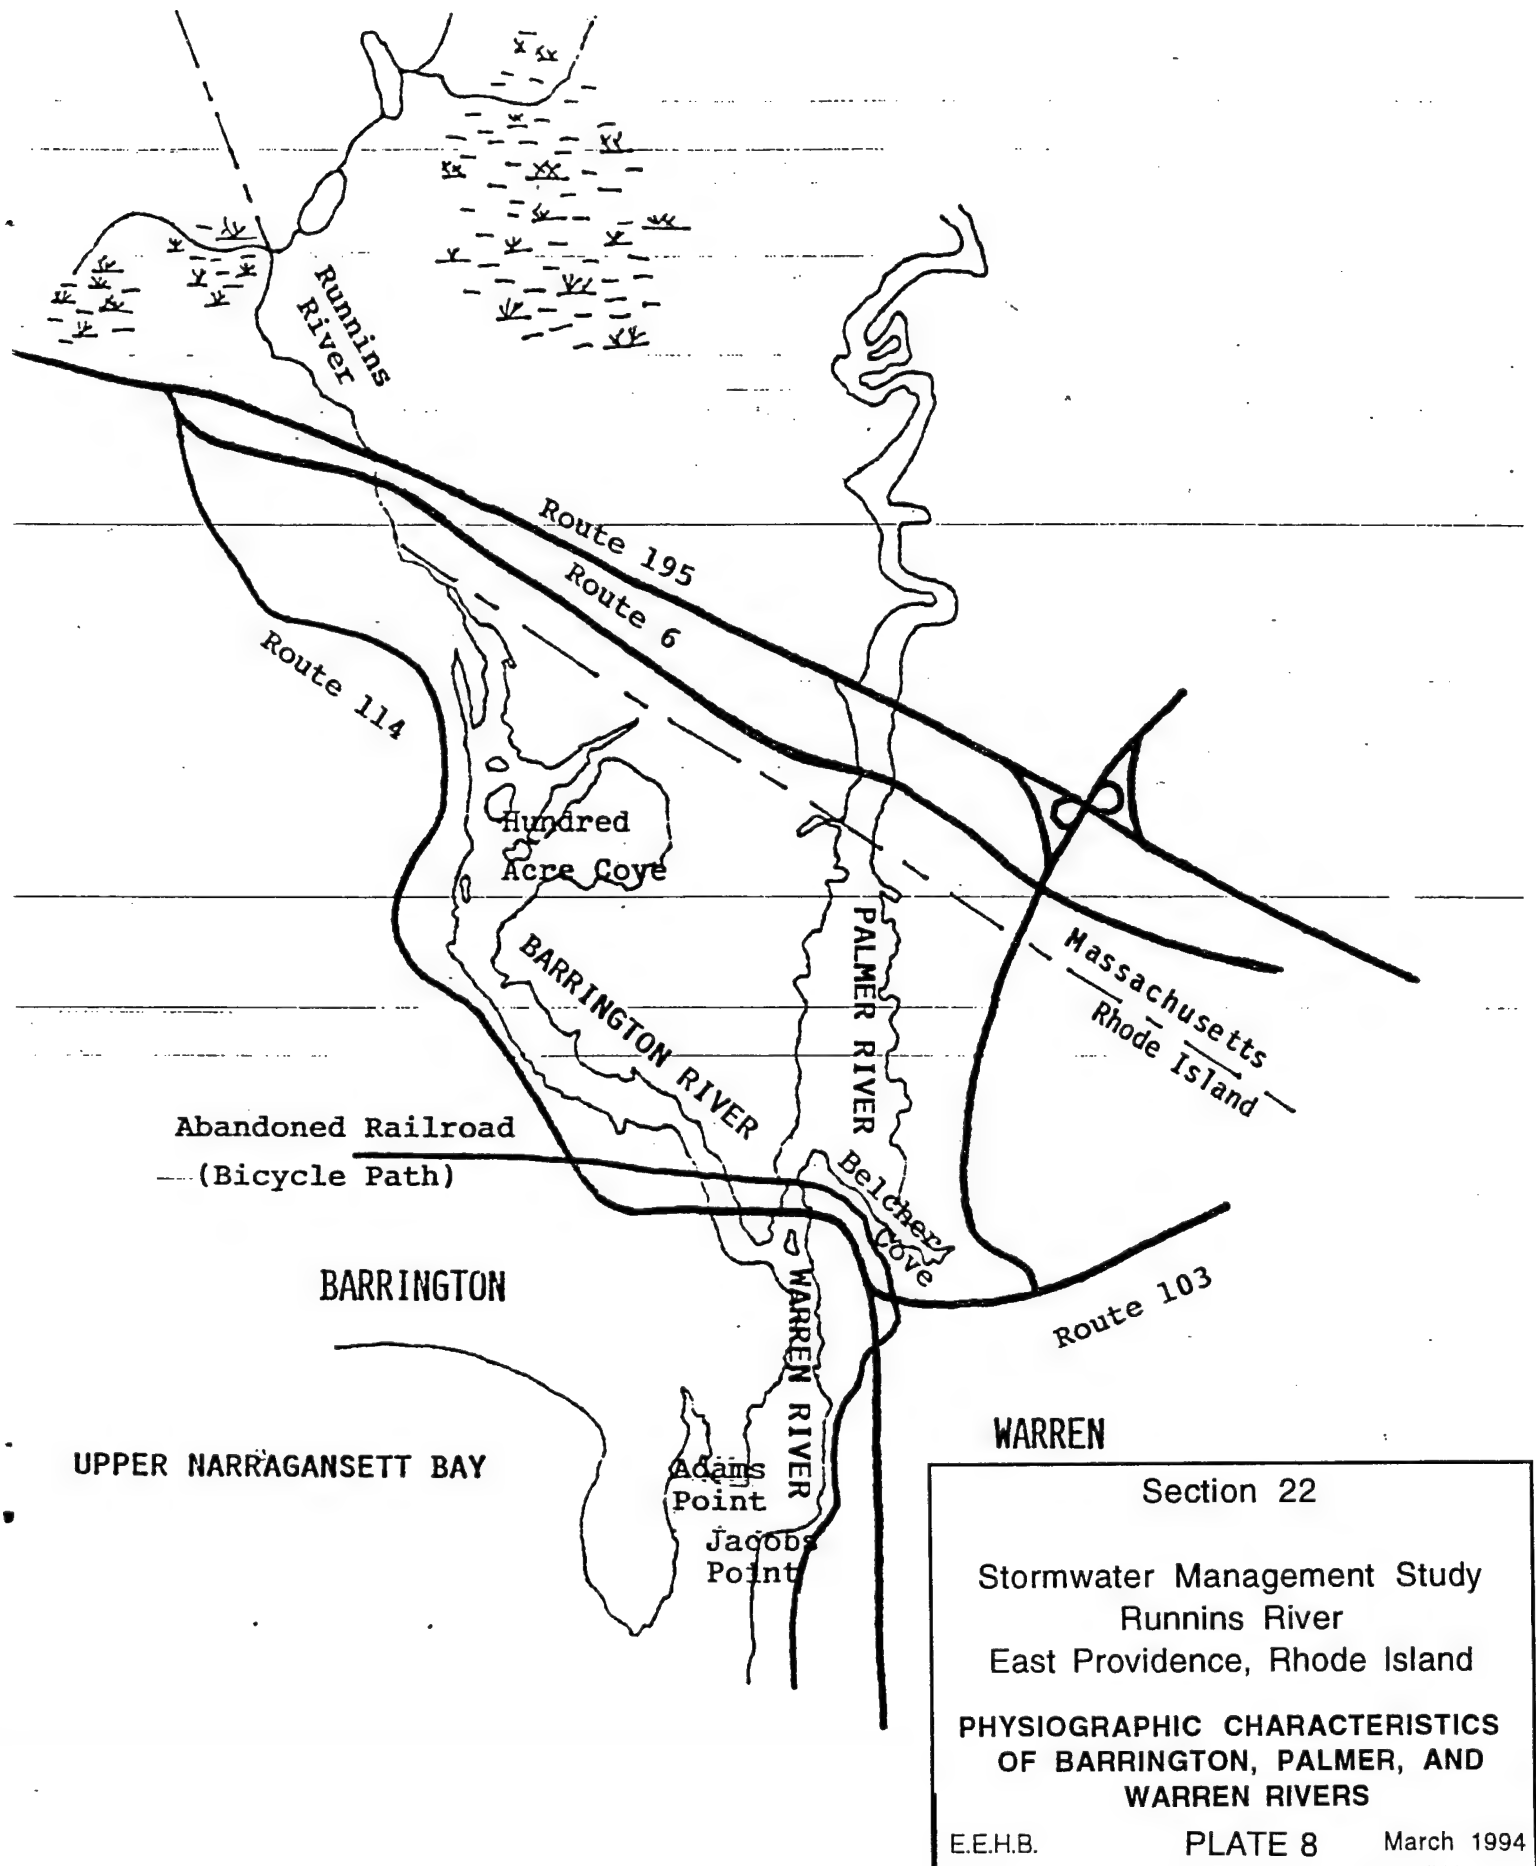 Runnins
River
Route 195
Route 6
Route 114
Hundred
Acre Cove
BARRINGTON RIVER
PALMER RIVER
Massachusetts
Rhode Island
Abandoned Railroad
(Bicycle Path)
Belcher
Cove
BARRINGTON
WARREN RIVER
Route 103
WARREN
UPPER NARRAGANSETT BAY
Adams
Point
Jacobs
Point
Section 22
Stormwater Management Study
Runnins River
East Providence, Rhode Island
PHYSIOGRAPHIC CHARACTERISTICS
OF BARRINGTON, PALMER, AND
WARREN RIVERS
E.E.H.B. PLATE 8 March 1994